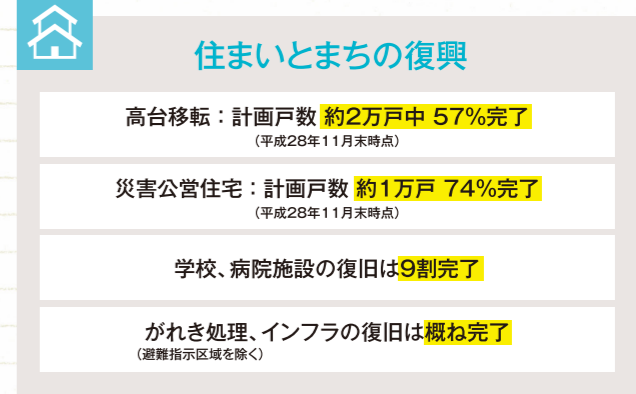 住まいとまちの復興
高台移転：計画戸数 約2万戸中 57%完了
（平成28年11月末時点）
災害公営住宅：計画戸数 約1万戸 74%完了
（平成28年11月末時点）
学校、病院施設の復旧は9割完了
がれき処理、インフラの復旧は概ね完了
（避難指示区域を除く）